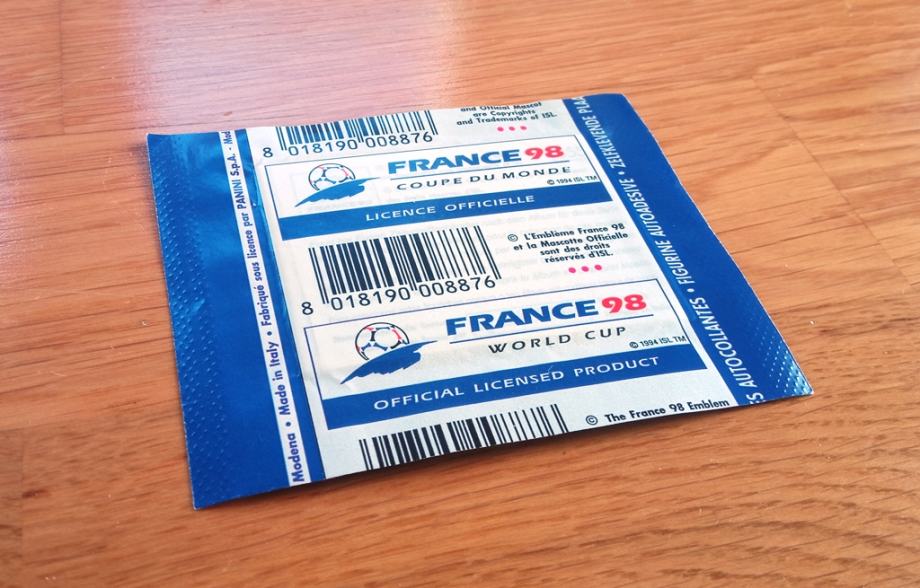 and Official Mascot
are Copyrights
and Trademarks of ISL.
8 018190 008876
FRANCE 98
COUPE DU MONDE
© 1994 ISL TM
LICENCE OFFICIELLE
© L'Emblème France 98
et la Mascotte Officielle
sont des droits
réservés d'ISL.
8 018190 008876
FRANCE 98
WORLD CUP
© 1994 ISL TM
OFFICIAL LICENSED PRODUCT
© The France 98 Emblem
Modena • Made in Italy • Fabriqué sous licence par PANINI S.p.A. - Mod
AUTOCOLLANTES • FIGURINE AUTOADESIVE • ZELFKLEVENDE